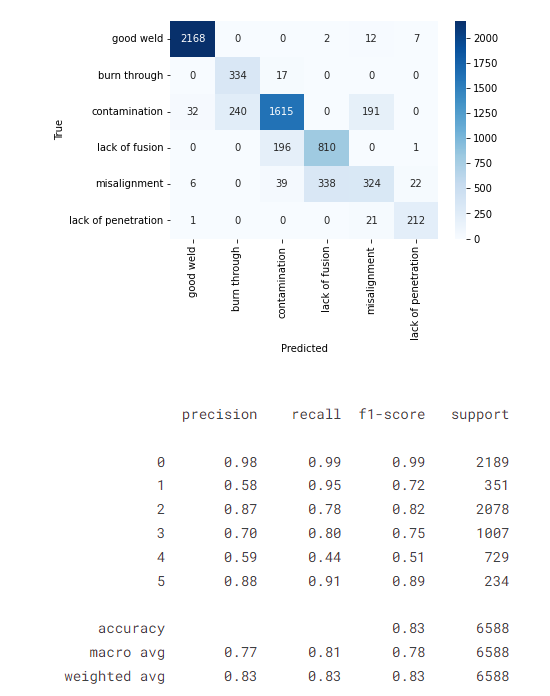 good weld 2168 0 0 2 12 7
burn through 0 334 17 0 0 0
contamination 32 240 1615 0 191 0
lack of fusion 0 0 196 810 0 1
misalignment 6 0 39 338 324 22
lack of penetration 1 0 0 0 21 212
True
good weld
burn through
contamination
lack of fusion
misalignment
lack of penetration
Predicted
2000
1750
1500
1250
1000
750
500
250
0
precision recall f1-score support
0 0.98 0.99 0.99 2189
1 0.58 0.95 0.72 351
2 0.87 0.78 0.82 2078
3 0.70 0.80 0.75 1007
4 0.59 0.44 0.51 729
5 0.88 0.91 0.89 234
accuracy 0.83 6588
macro avg 0.77 0.81 0.78 6588
weighted avg 0.83 0.83 0.83 6588